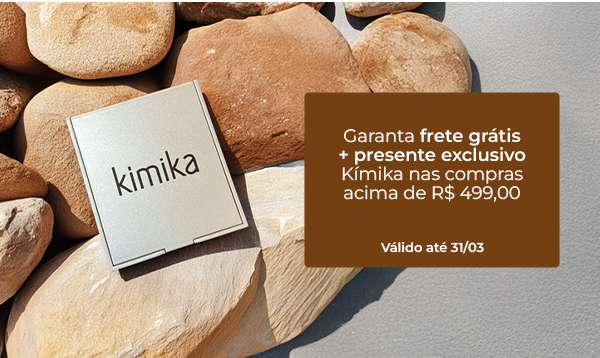 kimika
Garanta frete grátis
+ presente exclusivo
Kímika nas compras
acima de R$ 499,00
Válido até 31/03